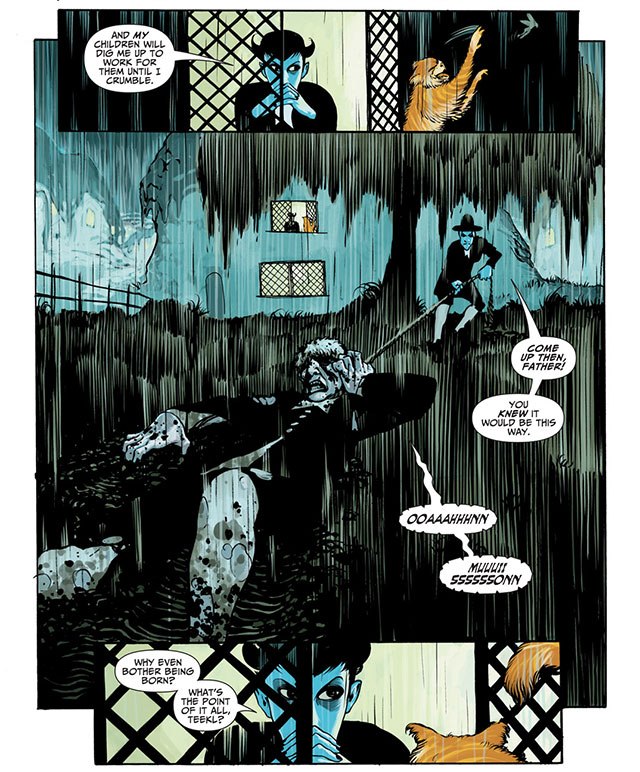 AND MY
CHILDREN WILL
DIG ME UP TO
WORK FOR
THEM UNTIL I
CRUMBLE.
COME
UP THEN,
FATHER!
YOU
KNEW IT
WOULD BE THIS
WAY.
OOAAAHHHNN
MUUUII
SSSSSSONN
WHY EVEN
BOTHER BEING
BORN?
WHAT'S
THE POINT
OF IT ALL,
TEEKL?